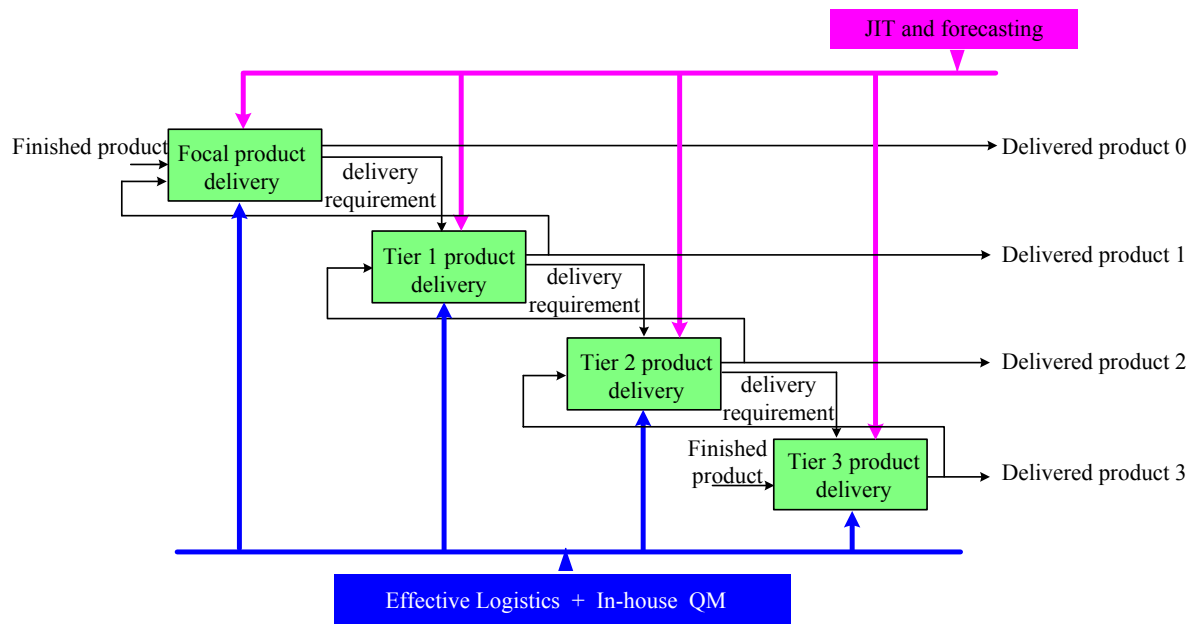 JIT and forecasting
Finished product
Focal product
delivery
Delivered product 0
delivery
requirement
Tier 1 product
delivery
Delivered product 1
delivery
requirement
Tier 2 product
delivery
Delivered product 2
delivery
requirement
Finished
product
Tier 3 product
delivery
Delivered product 3
Effective Logistics + In-house QM